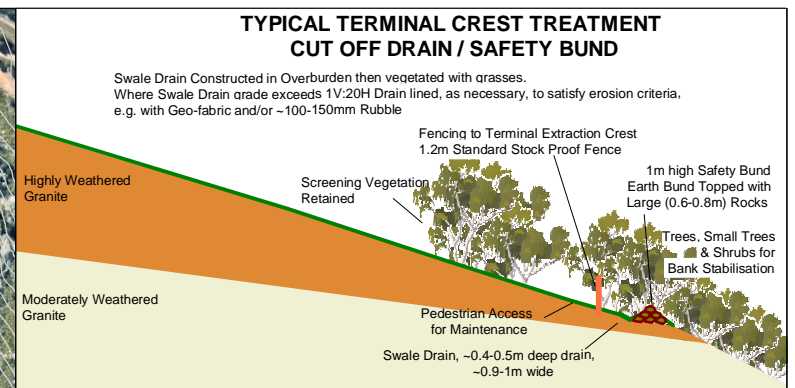 TYPICAL TERMINAL CREST TREATMENT
CUT OFF DRAIN / SAFETY BUND
Swale Drain Constructed in Overburden then vegetated with grasses.
Where Swale Drain grade exceeds 1V:20H Drain lined, as necessary, to satisfy erosion criteria,
e.g. with Geo-fabric and/or ~100-150mm Rubble
Fencing to Terminal Extraction Crest
1.2m Standard Stock Proof Fence
1m high Safety Bund
Earth Bund Topped with
Large (0.6-0.8m) Rocks
Highly Weathered
Granite
Screening Vegetation
Retained
Trees, Small Trees
& Shrubs for
Bank Stabilisation
Moderately Weathered
Granite
Pedestrian Access
for Maintenance
Swale Drain, ~0.4-0.5m deep drain,
~0.9-1m wide